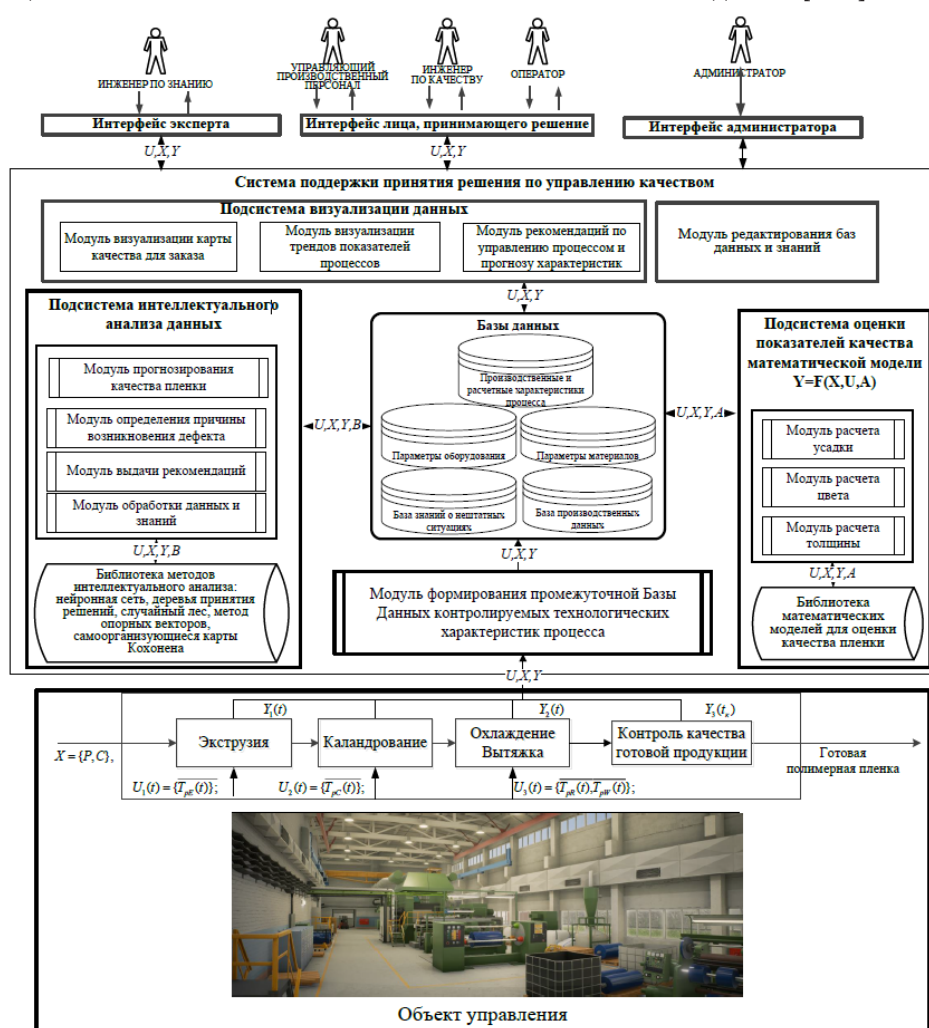 ИНЖЕНЕР ПО ЗНАНИЮ
УПРАВЛЯЮЩИЙ
ПРОИЗВОДСТВЕННЫЙ
ПЕРСОНАЛ
ИНЖЕНЕР
ПО КАЧЕСТВУ
ОПЕРАТОР
АДМИНИСТРАТОР
Интерфейс эксперта
Интерфейс лица, принимающего решение
Интерфейс администратора
U,X,Y
U,X,Y
Система поддержки принятия решения по управлению качеством
Подсистема визуализации данных
Модуль визуализации карты
качества для заказа
Модуль визуализации
трендов показателей
процессов
Модуль рекомендаций по
управлению процессом и
прогнозу характеристик
Модуль редактирования баз
данных и знаний
U,X,Y
Подсистема интеллектуального
анализа данных
Модуль прогнозирования
качества пленки
Модуль определения причины
возникновения дефекта
Модуль выдачи рекомендаций
Модуль обработки данных и
знаний
U,X,Y,B
Библиотека методов
интеллектуального анализа:
нейронная сеть, деревья принятия
решений, случайный лес, метод
опорных векторов,
самоорганизующиеся карты
Кохонена
U,X,Y,B
Базы данных
Производственные и
расчетные характеристики
процесса
Параметры оборудования
Параметры материалов
База знаний о нештатных
ситуациях
База производственных
данных
U,X,Y
Модуль формирования промежуточной Базы
Данных контролируемых технологических
характеристик процесса
U,X,Y,A
Подсистема оценки
показателей качества
математической модели
Y=F(X,U,A)
Модуль расчета
усадки
Модуль расчета
цвета
Модуль расчета
толщины
U,X,Y,A
Библиотека
математических
моделей для оценки
качества пленки
U,X,Y
Y₁(t)
Y₂(t)
Y₃(tₖ)
X = {P,C},
Экструзия
Каландрование
Охлаждение
Вытяжка
Контроль качества
готовой продукции
Готовая
полимерная пленка
U₁(t) = {T_pE(t)};
U₂(t) = {T_pC(t)};
U₃(t) = {T_pR(t),T_pW(t)};
Объект управления